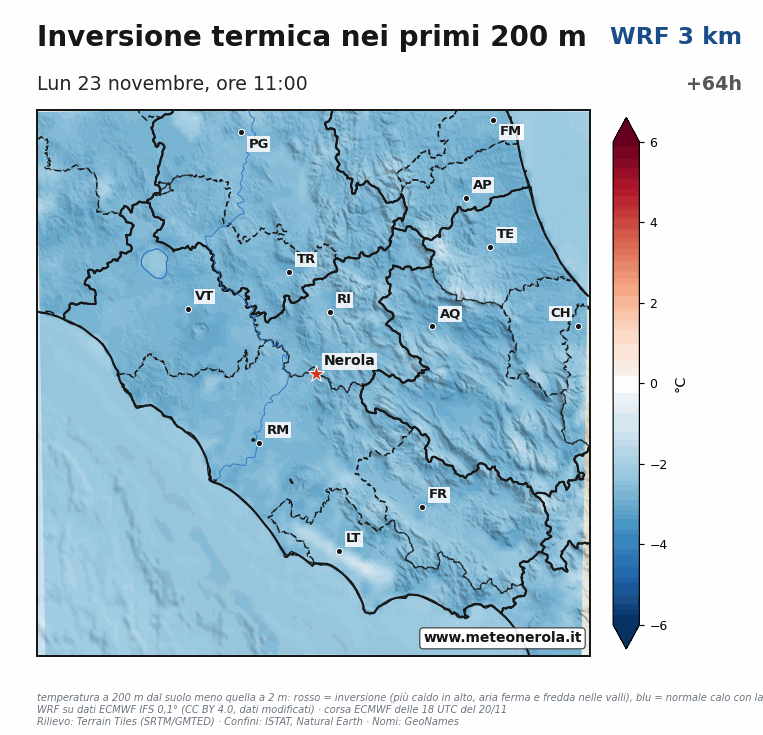 Inversione termica nei primi 200 m WRF 3 km
Lun 23 novembre, ore 11:00 +64h
FM
PG
AP
TE
TR
VT
RI
AQ
CH
Nerola
RM
FR
LT
www.meteonerola.it
6
4
2
0
−2
−4
−6
°C
temperatura a 200 m dal suolo meno quella a 2 m: rosso = inversione (più caldo in alto, aria ferma e fredda nelle valli), blu = normale calo con la
WRF su dati ECMWF IFS 0,1° (CC BY 4.0, dati modificati) · corsa ECMWF delle 18 UTC del 20/11
Rilievo: Terrain Tiles (SRTM/GMTED) · Confini: ISTAT, Natural Earth · Nomi: GeoNames